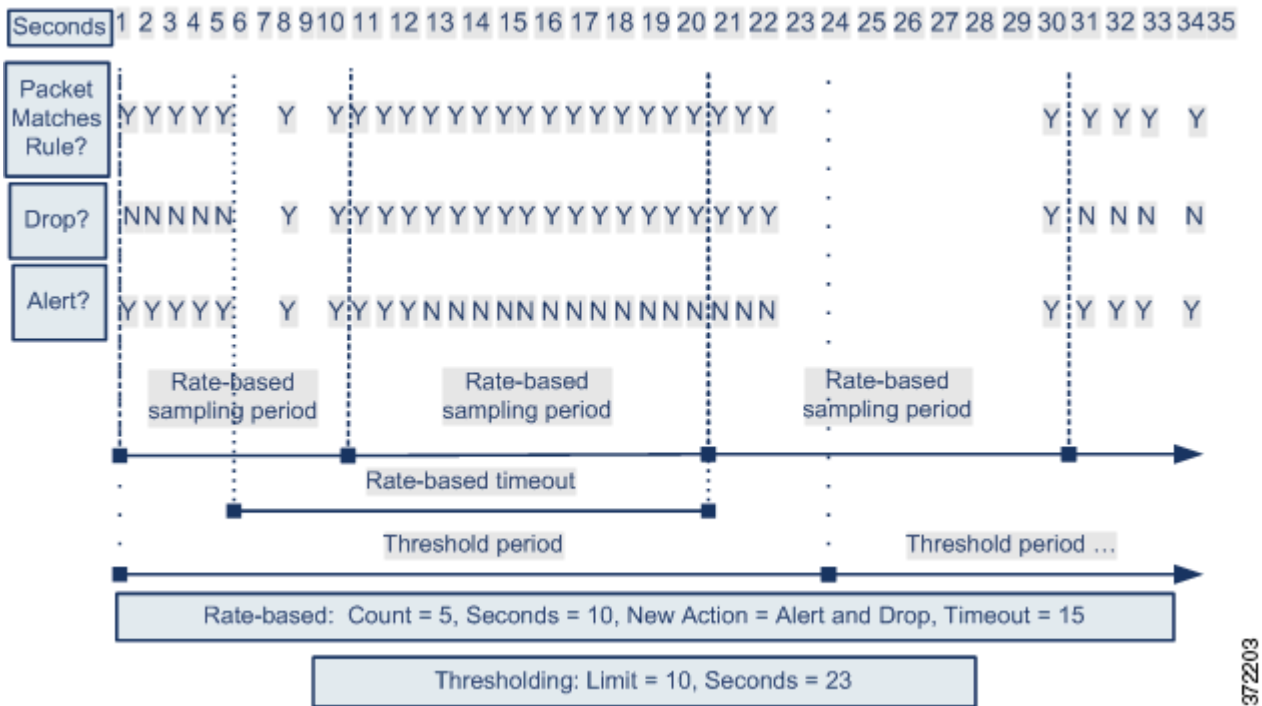 Seconds 1 2 3 4 5 6 7 8 9 10 11 12 13 14 15 16 17 18 19 20 21 22 23 24 25 26 27 28 29 30 31 32 33 34 35
Packet
Matches
Rule?
Y Y Y Y Y Y Y Y Y Y Y Y Y Y Y Y Y Y Y Y Y Y Y Y
Drop?
N N N N N Y Y Y Y Y Y Y Y Y Y Y Y Y Y Y N N N N
Alert?
Y Y Y Y Y Y Y Y Y N N N N N N N N N N Y Y Y Y Y
Rate-based
sampling period
Rate-based
sampling period
Rate-based
sampling period
Rate-based timeout
Threshold period
Threshold period ...
Rate-based: Count = 5, Seconds = 10, New Action = Alert and Drop, Timeout = 15
Thresholding: Limit = 10, Seconds = 23
372203